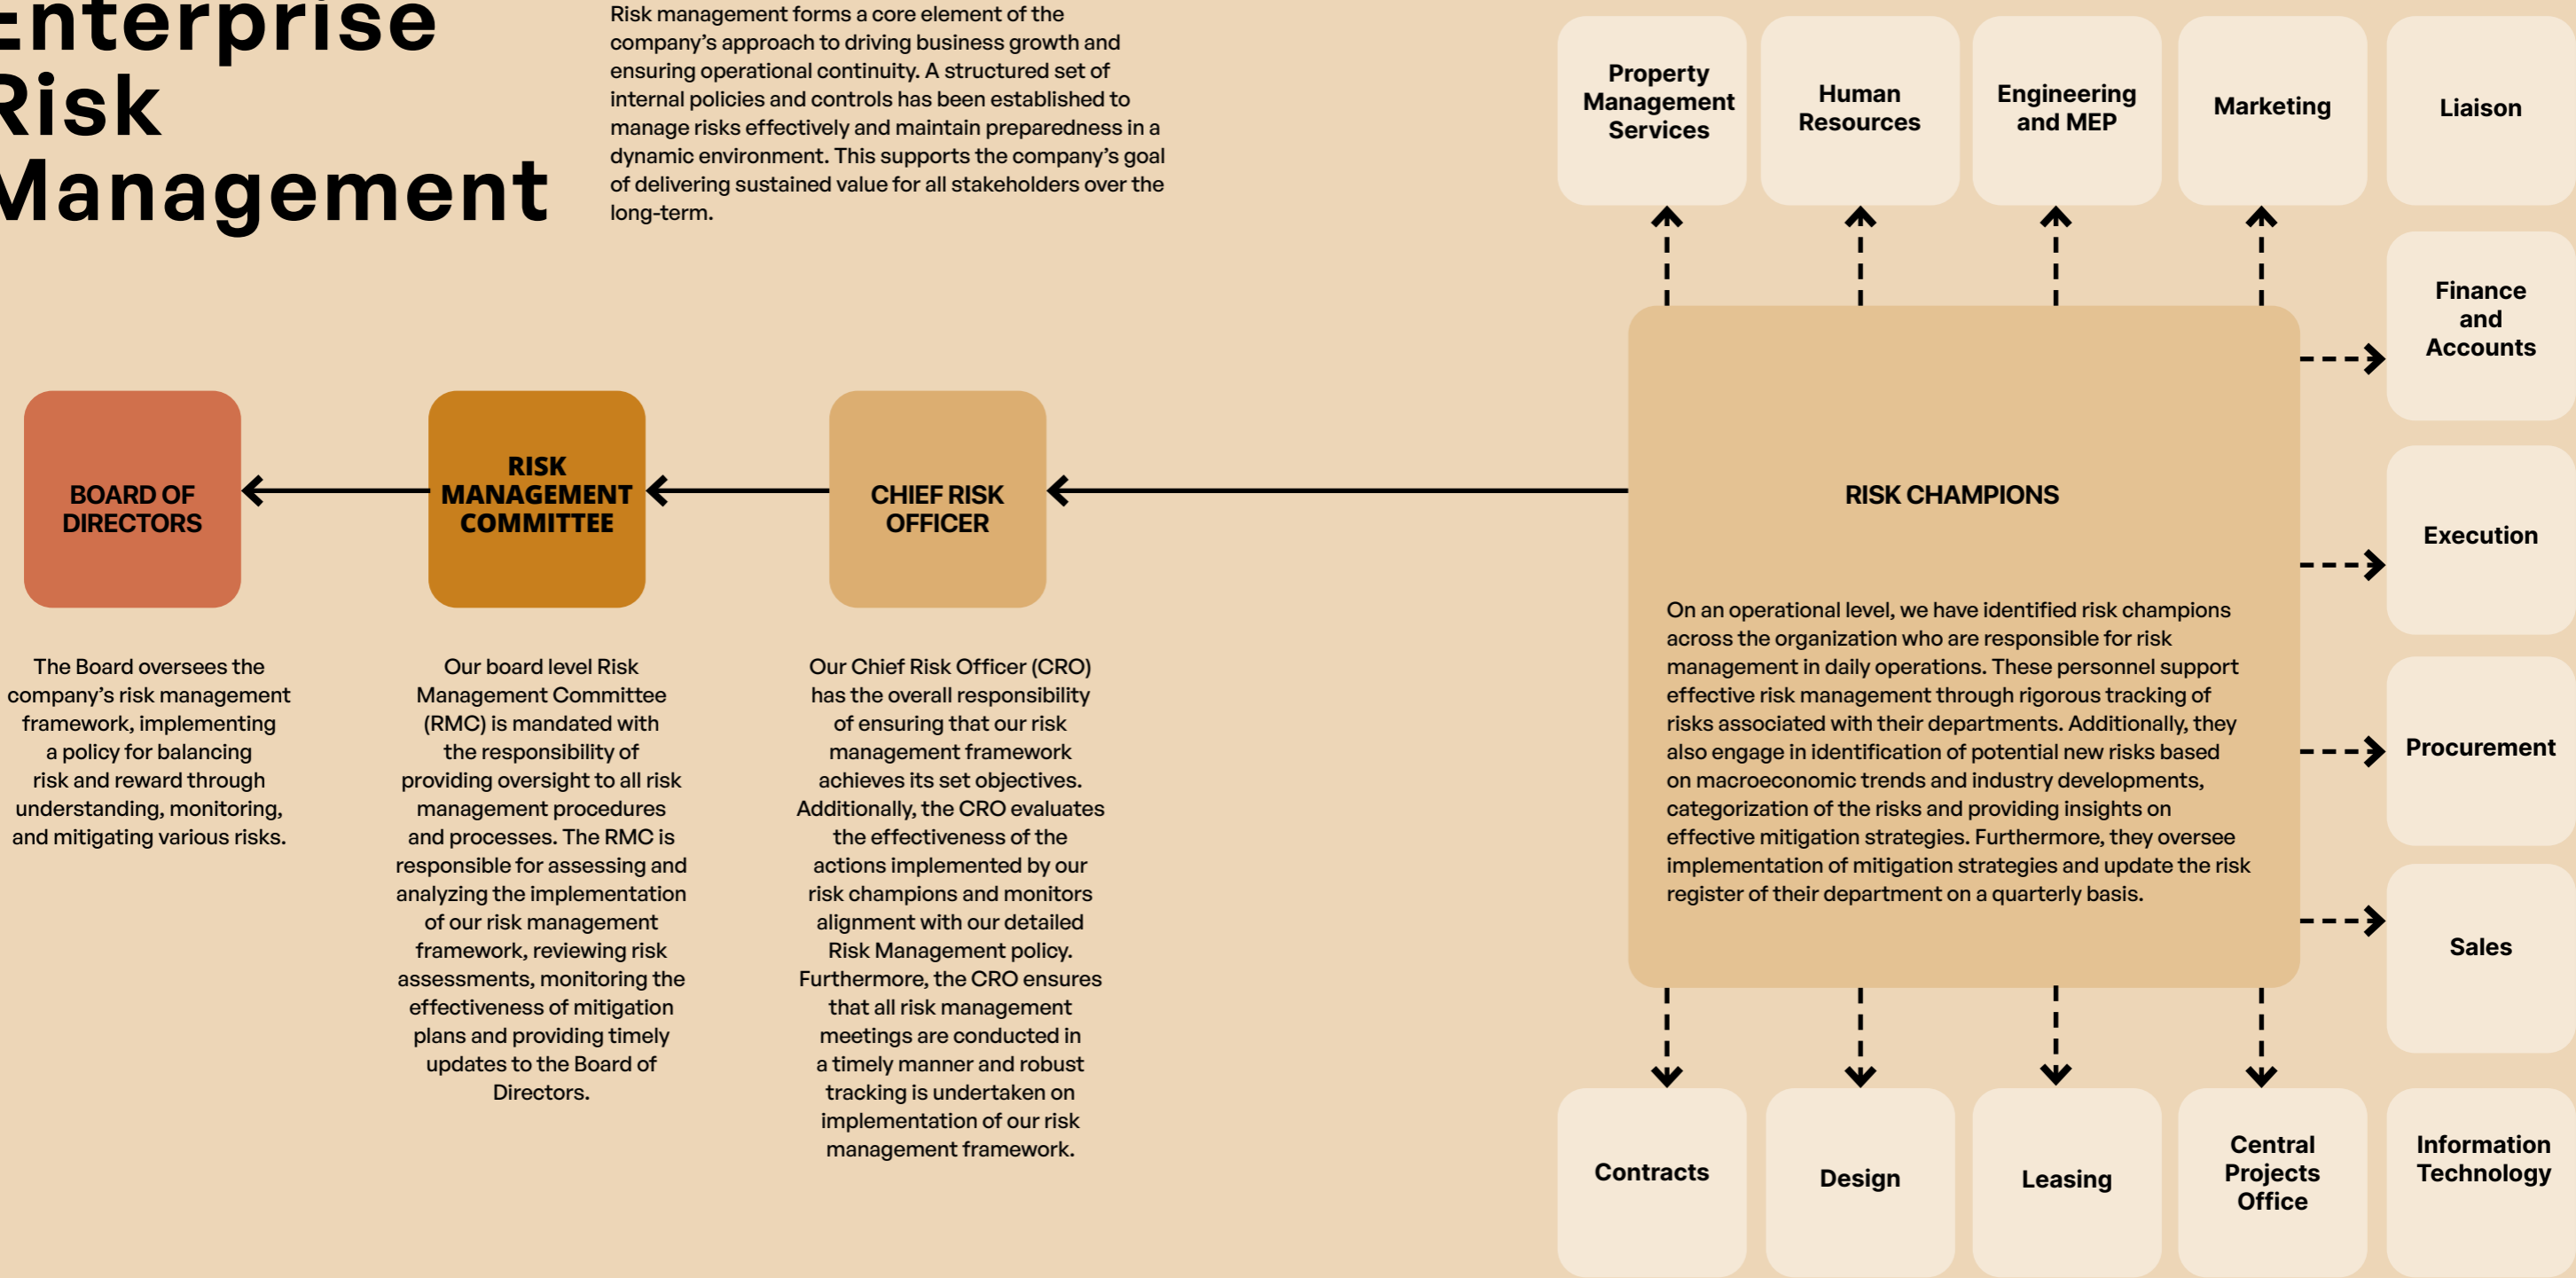 Enterprise
Risk
Management
Risk management forms a core element of the
company’s approach to driving business growth and
ensuring operational continuity. A structured set of
internal policies and controls has been established to
manage risks effectively and maintain preparedness in a
dynamic environment. This supports the company’s goal
of delivering sustained value for all stakeholders over the
long-term.
Property
Management
Services
Human
Resources
Engineering
and MEP
Marketing
Liaison
Finance
and
Accounts
Execution
Procurement
Sales
BOARD OF
DIRECTORS
The Board oversees the
company’s risk management
framework, implementing
a policy for balancing
risk and reward through
understanding, monitoring,
and mitigating various risks.
RISK
MANAGEMENT
COMMITTEE
Our board level Risk
Management Committee
(RMC) is mandated with
the responsibility of
providing oversight to all risk
management procedures
and processes. The RMC is
responsible for assessing and
analyzing the implementation
of our risk management
framework, reviewing risk
assessments, monitoring the
effectiveness of mitigation
plans and providing timely
updates to the Board of
Directors.
CHIEF RISK
OFFICER
Our Chief Risk Officer (CRO)
has the overall responsibility
of ensuring that our risk
management framework
achieves its set objectives.
Additionally, the CRO evaluates
the effectiveness of the
actions implemented by our
risk champions and monitors
alignment with our detailed
Risk Management policy.
Furthermore, the CRO ensures
that all risk management
meetings are conducted in
a timely manner and robust
tracking is undertaken on
implementation of our risk
management framework.
RISK CHAMPIONS
On an operational level, we have identified risk champions
across the organization who are responsible for risk
management in daily operations. These personnel support
effective risk management through rigorous tracking of
risks associated with their departments. Additionally, they
also engage in identification of potential new risks based
on macroeconomic trends and industry developments,
categorization of the risks and providing insights on
effective mitigation strategies. Furthermore, they oversee
implementation of mitigation strategies and update the risk
register of their department on a quarterly basis.
Contracts
Design
Leasing
Central
Projects
Office
Information
Technology